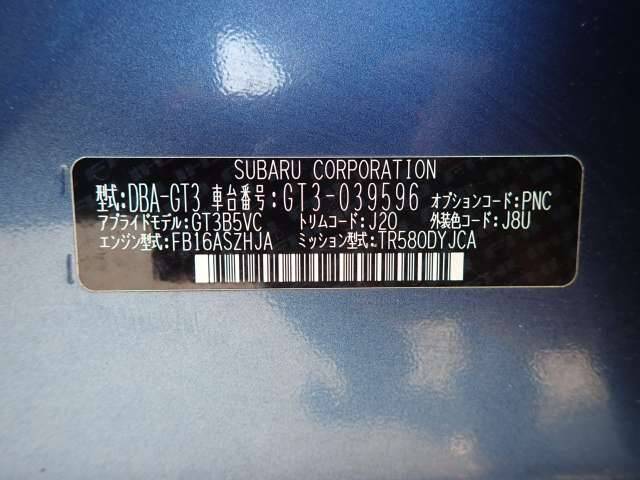 SUBARU CORPORATION
型式:DBA-GT3 車台番号:GT3-039596 オプションコード:PNC
アプライドモデル:GT3B5VC トリムコード:J20 外装色コード:J8U
エンジン型式:FB16ASZHJA ミッション型式:TR580DYJCA